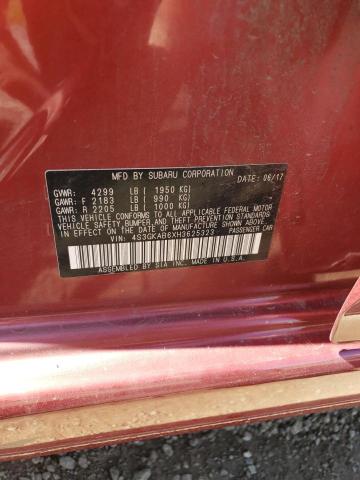 MFD BY SUBARU CORPORATION DATE: 06/17
GVWR: 4299 LB ( 1950 KG)
GAWR: F 2183 LB ( 990 KG)
GAWR: R 2205 LB ( 1000 KG)
THIS VEHICLE CONFORMS TO ALL APPLICABLE FEDERAL MOTOR
VEHICLE SAFETY, BUMPER, AND THEFT PREVENTION STANDARDS
IN EFFECT ON THE DATE OF MANUFACTURE SHOWN ABOVE.
VIN: 4S3GKAB6XH3625323 PASSENGER CAR
ASSEMBLED BY SIA INC. MADE IN U.S.A.